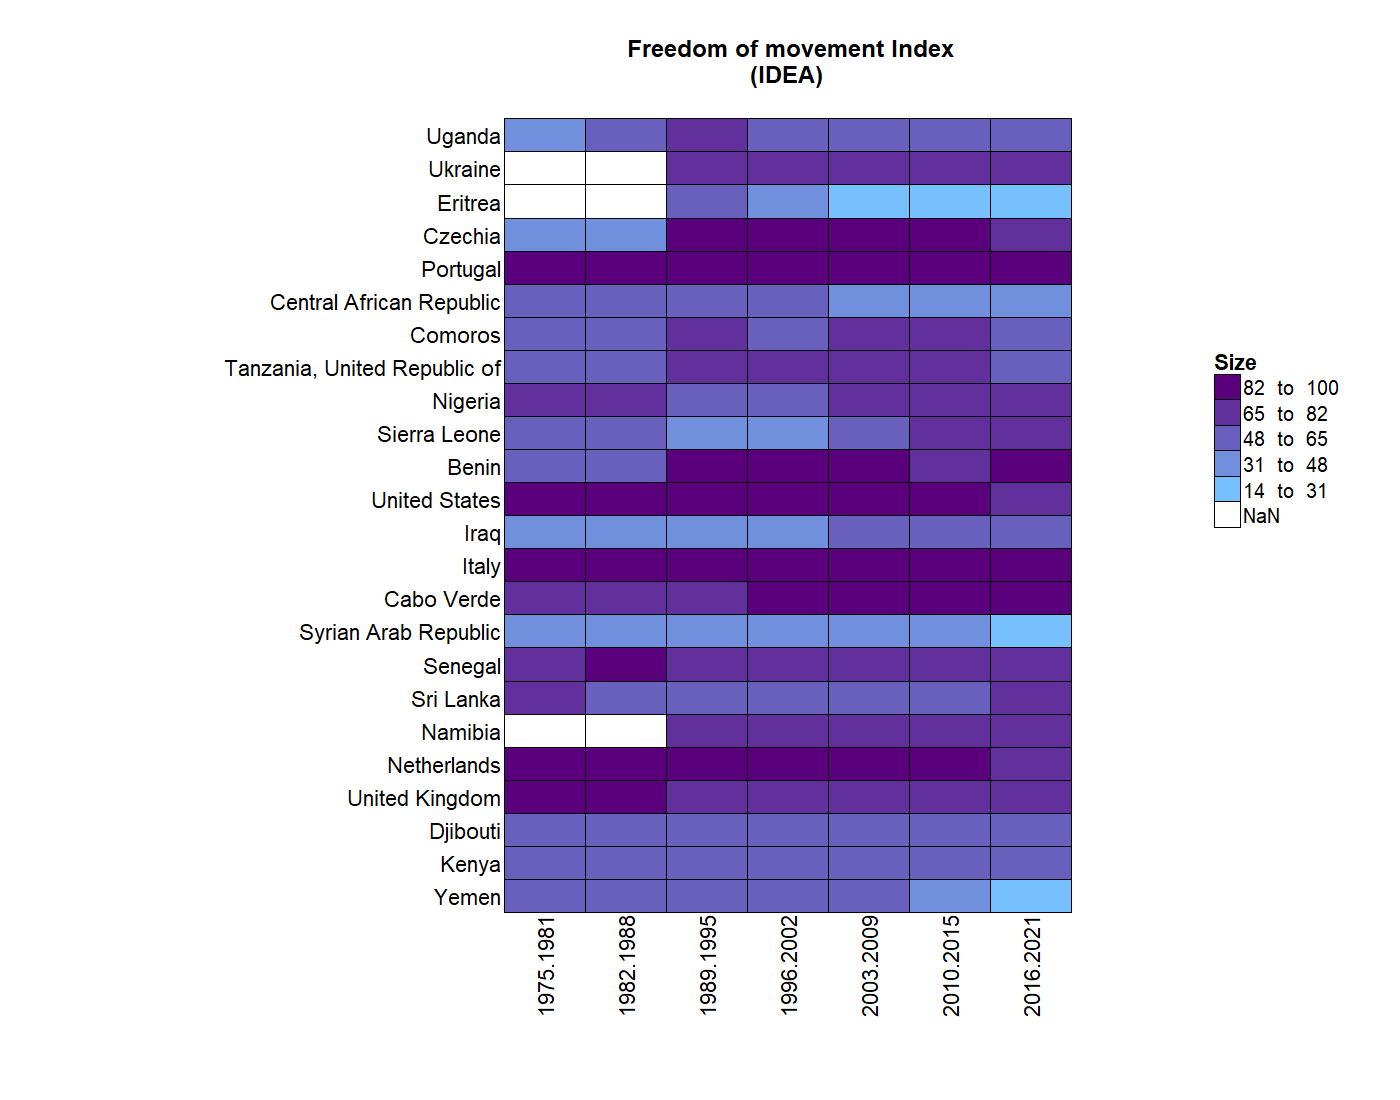 Freedom of movement Index
(IDEA)
Uganda
Ukraine
Eritrea
Czechia
Portugal
Central African Republic
Comoros
Tanzania, United Republic of
Nigeria
Sierra Leone
Benin
United States
Iraq
Italy
Cabo Verde
Syrian Arab Republic
Senegal
Sri Lanka
Namibia
Netherlands
United Kingdom
Djibouti
Kenya
Yemen
1975.1981
1982.1988
1989.1995
1996.2002
2003.2009
2010.2015
2016.2021
Size
82 to 100
65 to 82
48 to 65
31 to 48
14 to 31
NaN